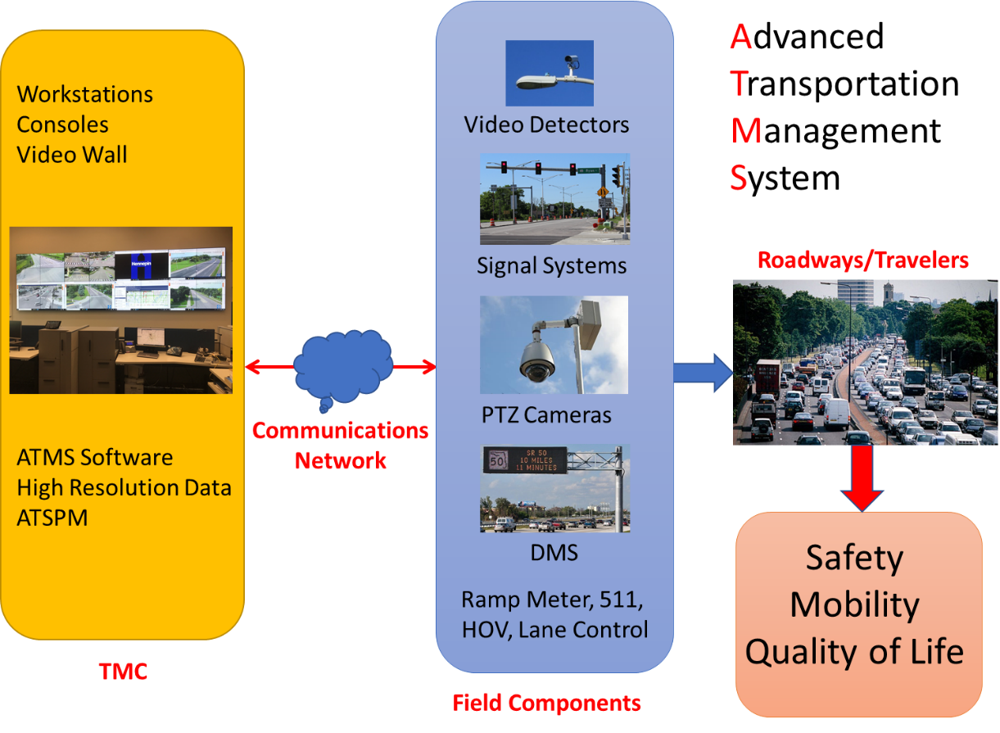 Workstations
Consoles
Video Wall
Hennepin
ATMS Software
High Resolution Data
ATSPM
TMC
Communications
Network
Video Detectors
Signal Systems
PTZ Cameras
50
SR 50
10 MILES
11 MINUTES
DMS
Ramp Meter, 511,
HOV, Lane Control
Field Components
Advanced
Transportation
Management
System
Roadways/Travelers
Safety
Mobility
Quality of Life